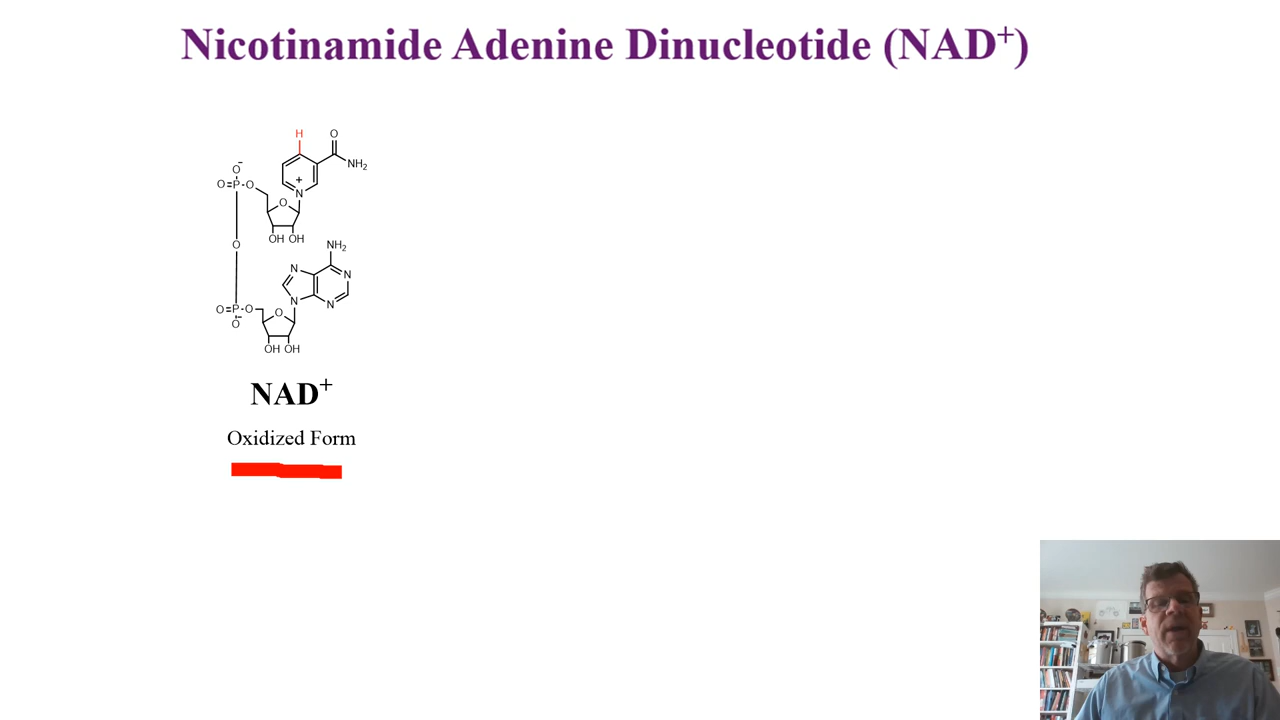 Nicotinamide Adenine Dinucleotide (NAD⁺)
H O
NH₂
O⁻
O=P-O
+
N
O
OH OH
O
NH₂
N
N
N
N
O=P-O
O⁻
O
OH OH
NAD⁺
Oxidized Form